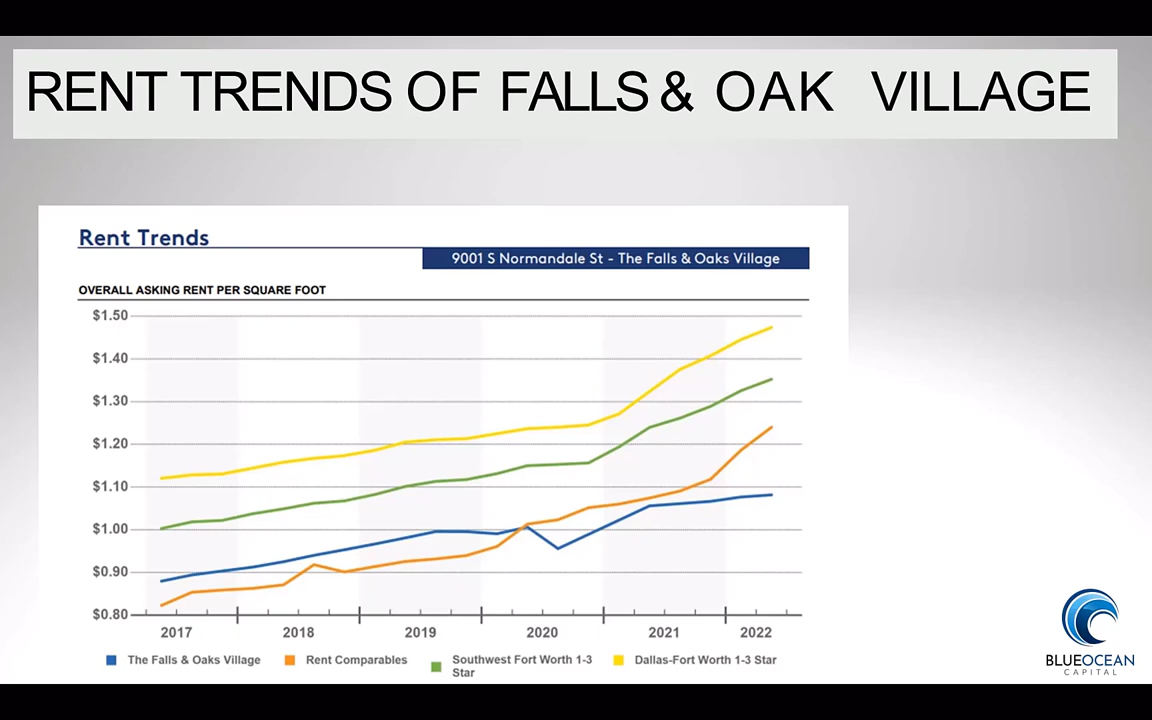 RENT TRENDS OF FALLS & OAK VILLAGE
Rent Trends
9001 S Normandale St - The Falls & Oaks Village
OVERALL ASKING RENT PER SQUARE FOOT
$1.50
$1.40
$1.30
$1.20
$1.10
$1.00
$0.90
$0.80
2017 2018 2019 2020 2021 2022
The Falls & Oaks Village Rent Comparables Southwest Fort Worth 1-3 Dallas-Fort Worth 1-3 Star
Star
BLUEOCEAN
CAPITAL